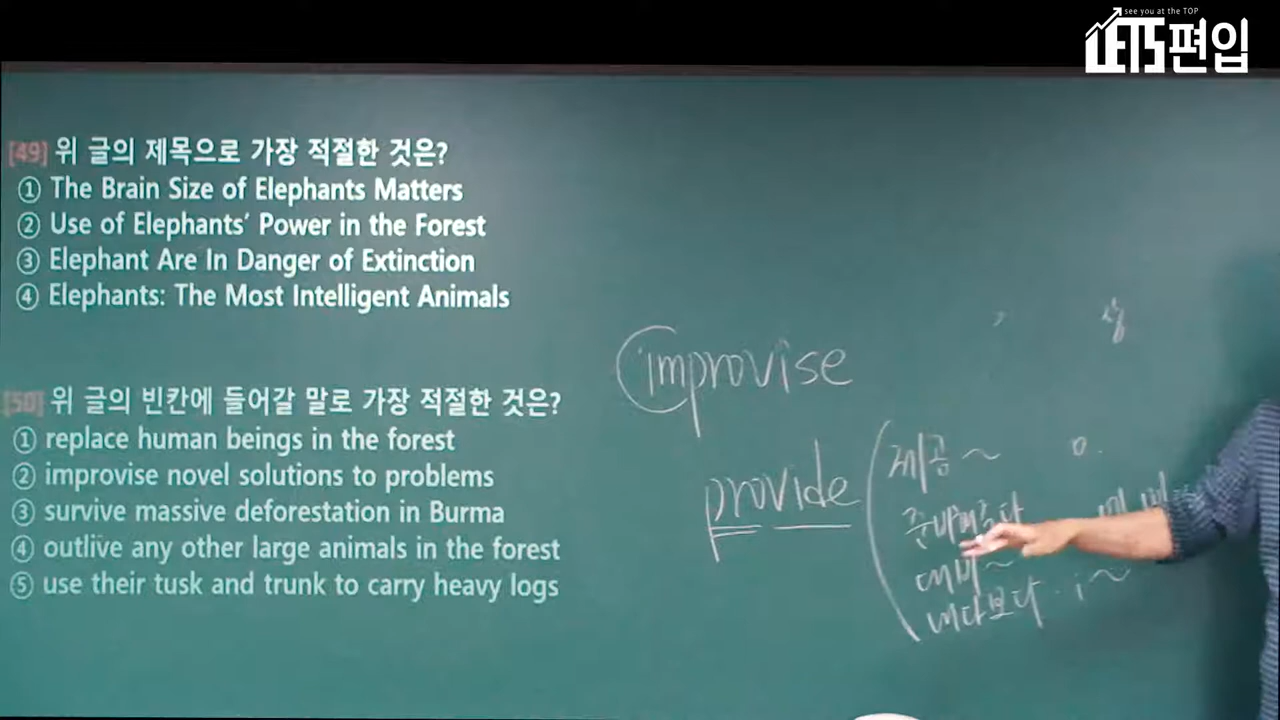 see you at the TOP
LETS편입
[49] 위 글의 제목으로 가장 적절한 것은?
① The Brain Size of Elephants Matters
② Use of Elephants' Power in the Forest
③ Elephant Are In Danger of Extinction
④ Elephants: The Most Intelligent Animals
[50] 위 글의 빈칸에 들어갈 말로 가장 적절한 것은?
① replace human beings in the forest
② improvise novel solutions to problems
③ survive massive deforestation in Burma
④ outlive any other large animals in the forest
⑤ use their tusk and trunk to carry heavy logs
improvise
provide
제공~
대비~
내다보다